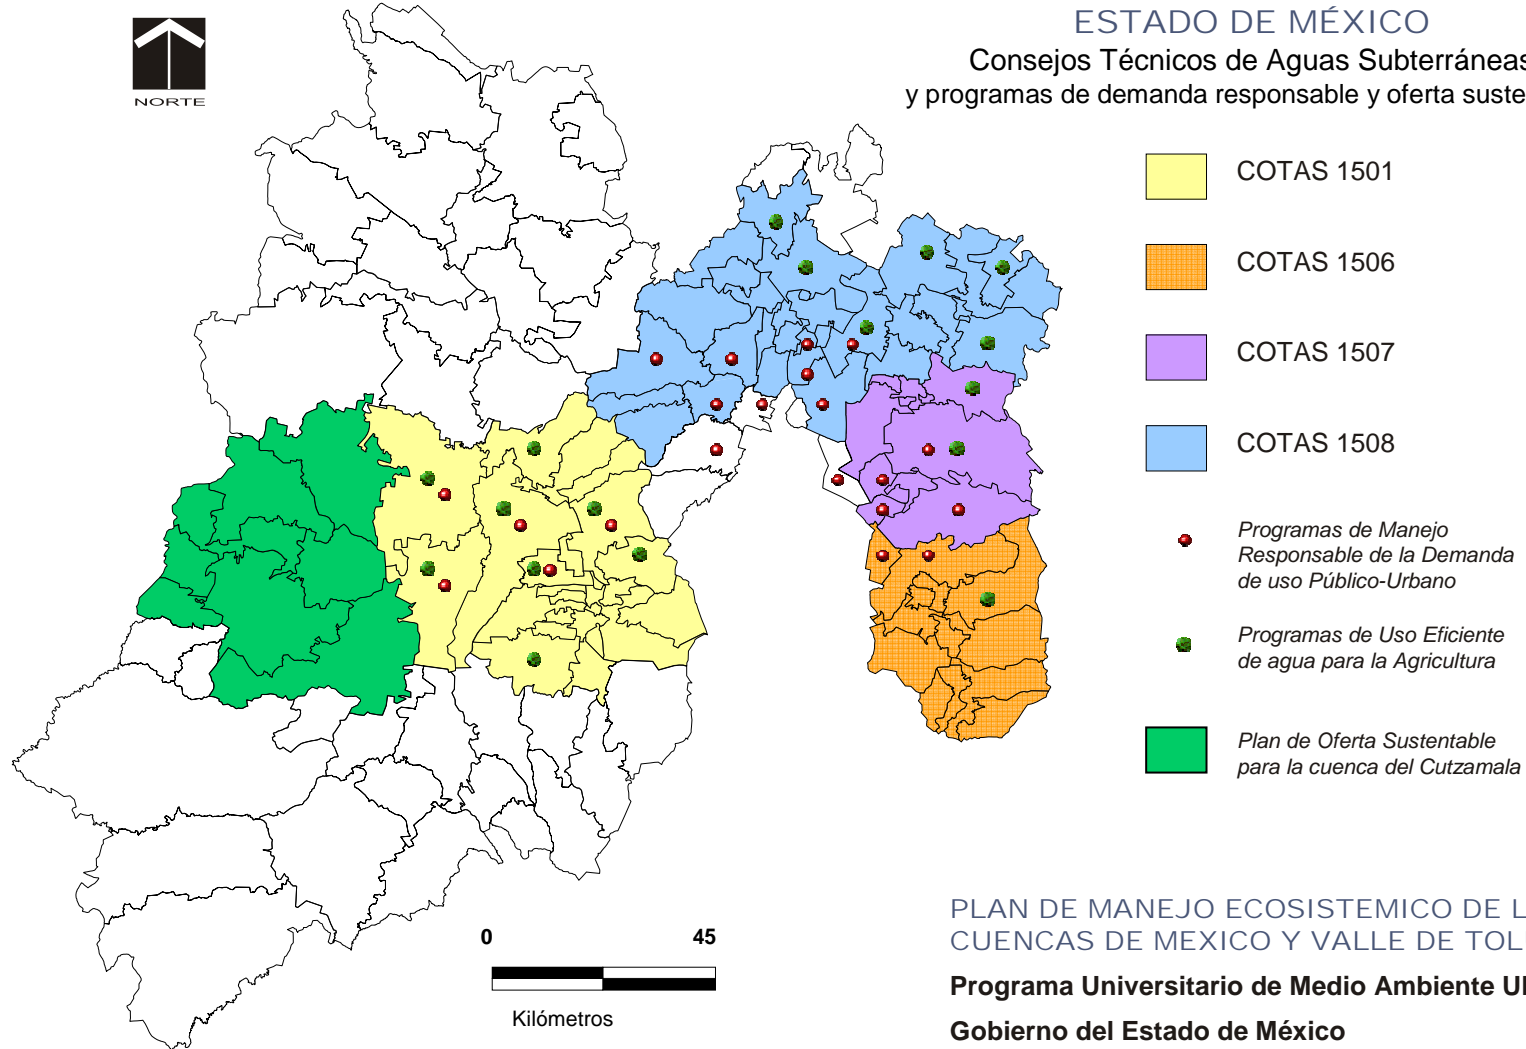 NORTE
ESTADO DE MÉXICO
Consejos Técnicos de Aguas Subterráneas
y programas de demanda responsable y oferta suste
COTAS 1501
COTAS 1506
COTAS 1507
COTAS 1508
Programas de Manejo
Responsable de la Demanda
de uso Público-Urbano
Programas de Uso Eficiente
de agua para la Agricultura
Plan de Oferta Sustentable
para la cuenca del Cutzamala
0 45
Kilómetros
PLAN DE MANEJO ECOSISTEMICO DE L
CUENCAS DE MEXICO Y VALLE DE TOL
Programa Universitario de Medio Ambiente U
Gobierno del Estado de México